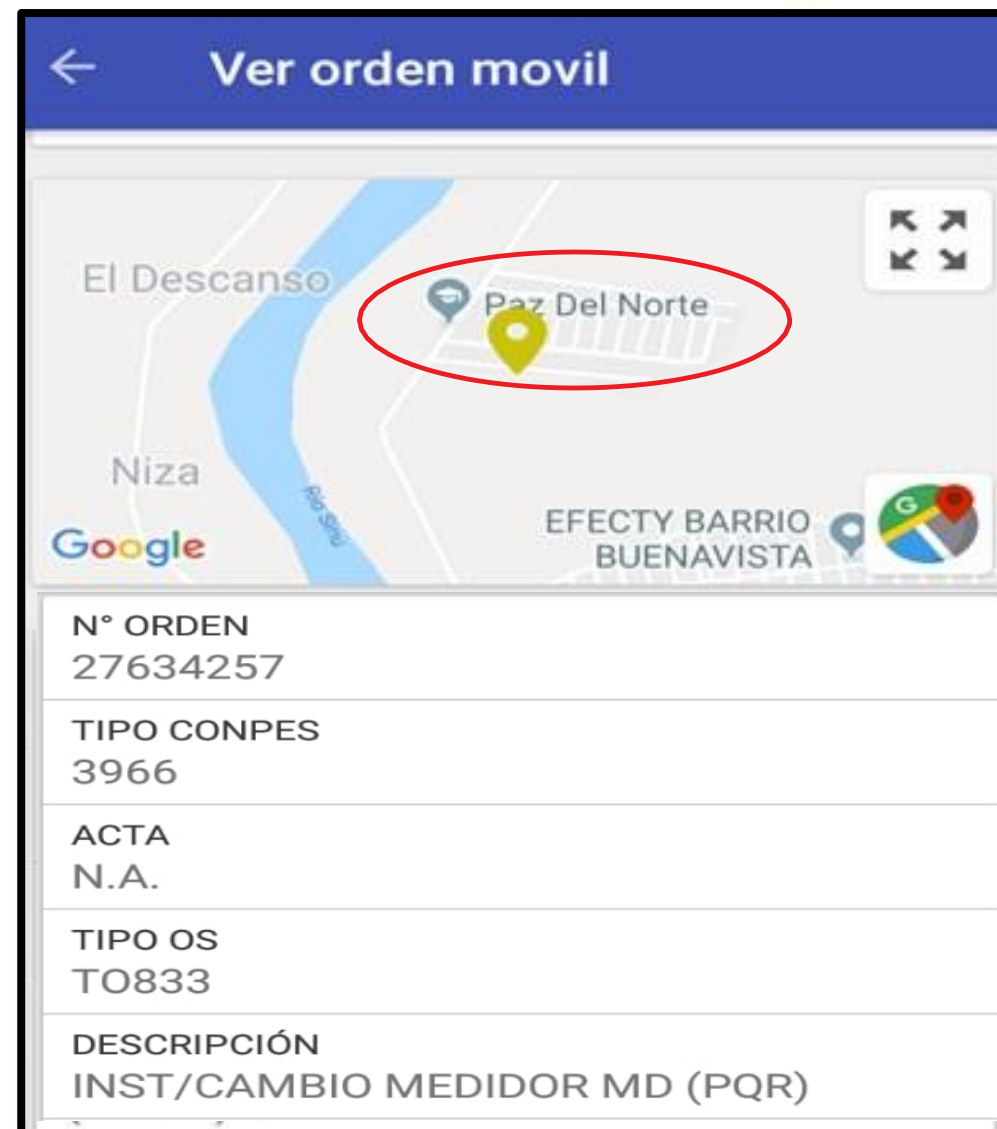 Ver orden movil
El Descanso
Paz Del Norte
Niza
Río Sinú
EFECTY BARRIO
BUENAVISTA
Google
G
N° ORDEN
27634257
TIPO CONPES
3966
ACTA
N.A.
TIPO OS
TO833
DESCRIPCIÓN
INST/CAMBIO MEDIDOR MD (PQR)